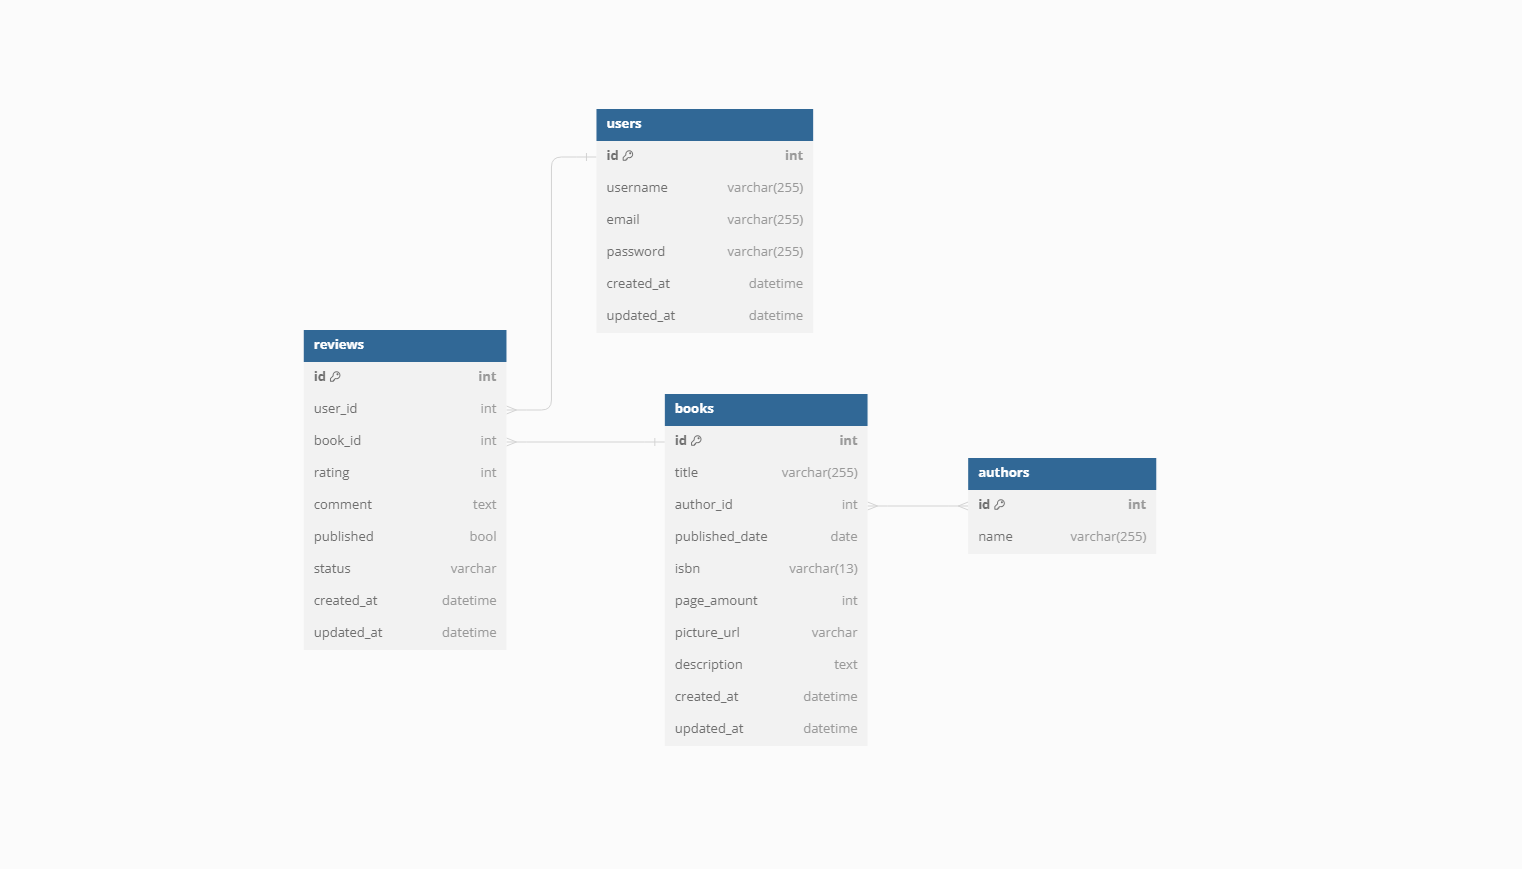 users
id int
username varchar(255)
email varchar(255)
password varchar(255)
created_at datetime
updated_at datetime
reviews
id int
user_id int
book_id int
rating int
comment text
published bool
status varchar
created_at datetime
updated_at datetime
books
id int
title varchar(255)
author_id int
published_date date
isbn varchar(13)
page_amount int
picture_url varchar
description text
created_at datetime
updated_at datetime
authors
id int
name varchar(255)